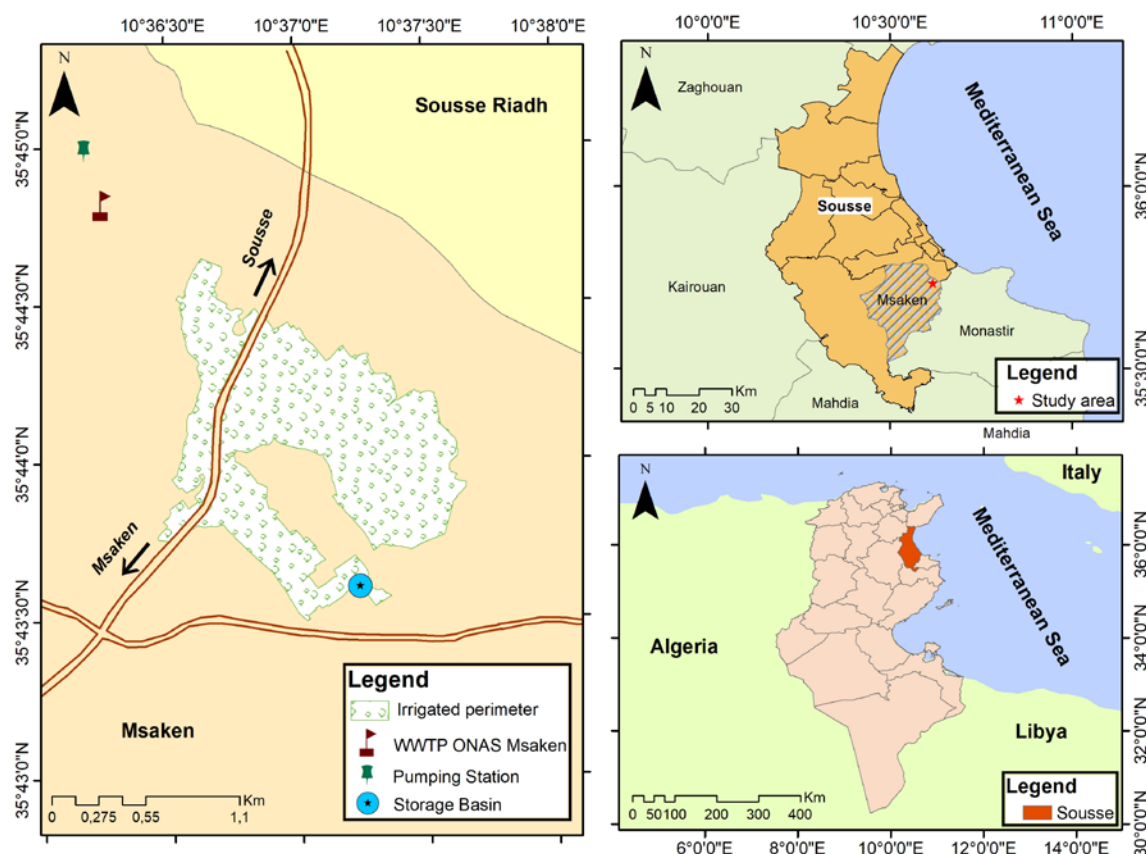 10°36'30"E 10°37'0"E 10°37'30"E 10°38'0"E
N
Sousse Riadh
35°45'0"N
Sousse
35°44'30"N
35°44'0"N
Msaken
35°43'30"N
Msaken
35°43'0"N
Legend
Irrigated perimeter
WWTP ONAS Msaken
Pumping Station
Storage Basin
Km
0 0,275 0,55 1,1
10°0'0"E 10°30'0"E 11°0'0"E
N
Zaghouan
Mediterranean Sea
36°0'0"N
Sousse
Kairouan
Msaken
Monastir
35°30'0"N
Mahdia
Km
0 5 10 20 30
Legend
Study area
Mahdia
N
Italy
Mediterranean Sea
36°0'0"N
Algeria
34°0'0"N
Libya
32°0'0"N
Km
0 50 100 200 300 400
Legend
Sousse
30°0'0"N
6°0'0"E 8°0'0"E 10°0'0"E 12°0'0"E 14°0'0"E